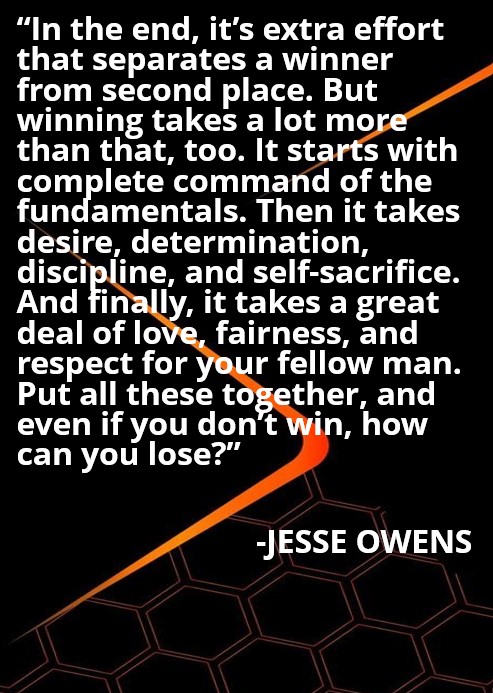 “In the end, it’s extra effort
that separates a winner
from second place. But
winning takes a lot more
than that, too. It starts with
complete command of the
fundamentals. Then it takes
desire, determination,
discipline, and self-sacrifice.
And finally, it takes a great
deal of love, fairness, and
respect for your fellow man.
Put all these together, and
even if you don’t win, how
can you lose?”
-JESSE OWENS